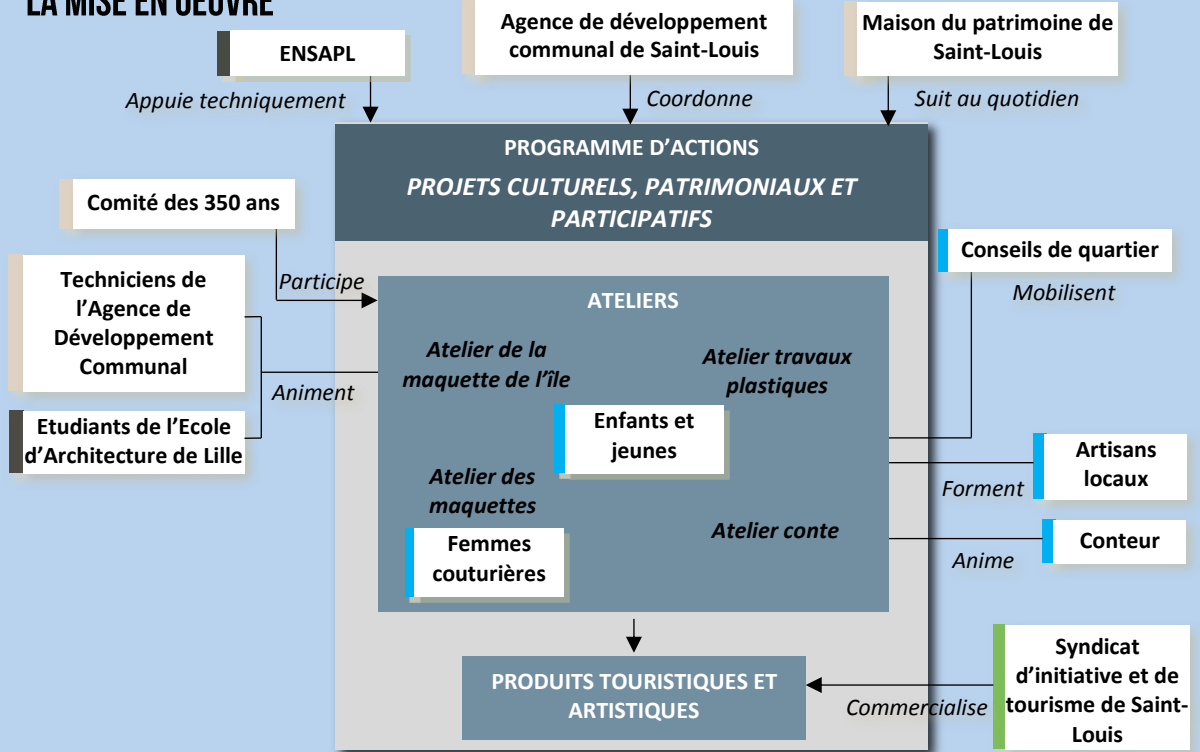 LA MISE EN OEUVRE
ENSAPL
Appuie techniquement
Agence de développement
communal de Saint-Louis
Coordonne
Maison du patrimoine de
Saint-Louis
Suit au quotidien
PROGRAMME D’ACTIONS
PROJETS CULTURELS, PATRIMONIAUX ET
PARTICIPATIFS
Comité des 350 ans
Participe
Techniciens de
l’Agence de
Développement
Communal
Animent
Etudiants de l’Ecole
d’Architecture de Lille
ATELIERS
Atelier de la
maquette de l’île
Atelier travaux
plastiques
Enfants et
jeunes
Atelier des
maquettes
Femmes
couturières
Atelier conte
Conseils de quartier
Mobilisent
Artisans
locaux
Forment
Conteur
Anime
PRODUITS TOURISTIQUES ET
ARTISTIQUES
Commercialise
Syndicat
d’initiative et de
tourisme de Saint-
Louis